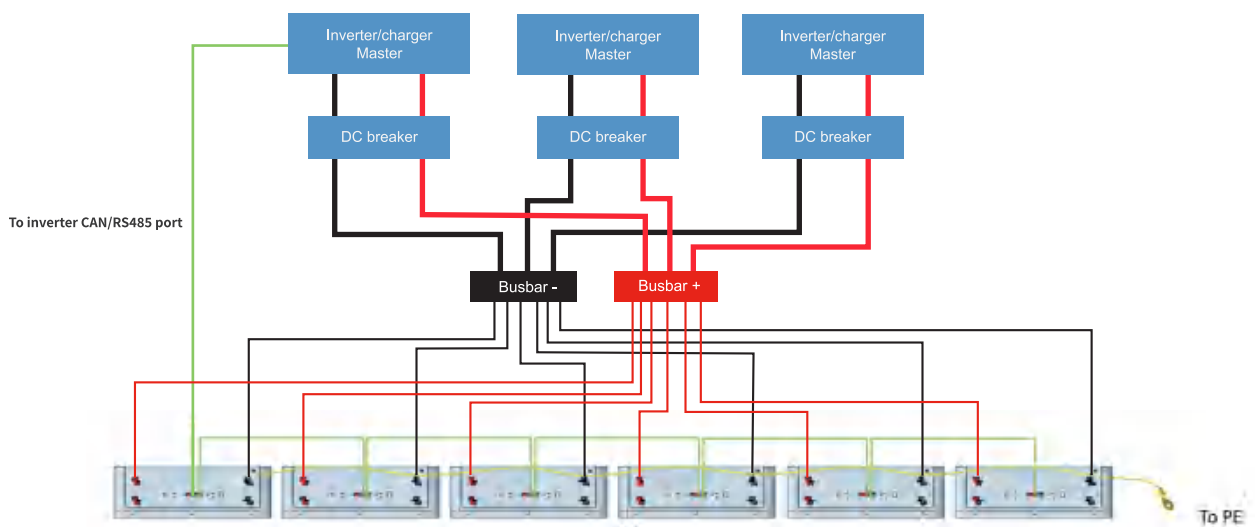 Inverter/charger
Master
Inverter/charger
Master
Inverter/charger
Master
DC breaker
DC breaker
DC breaker
To inverter CAN/RS485 port
Busbar -
Busbar +
To PE